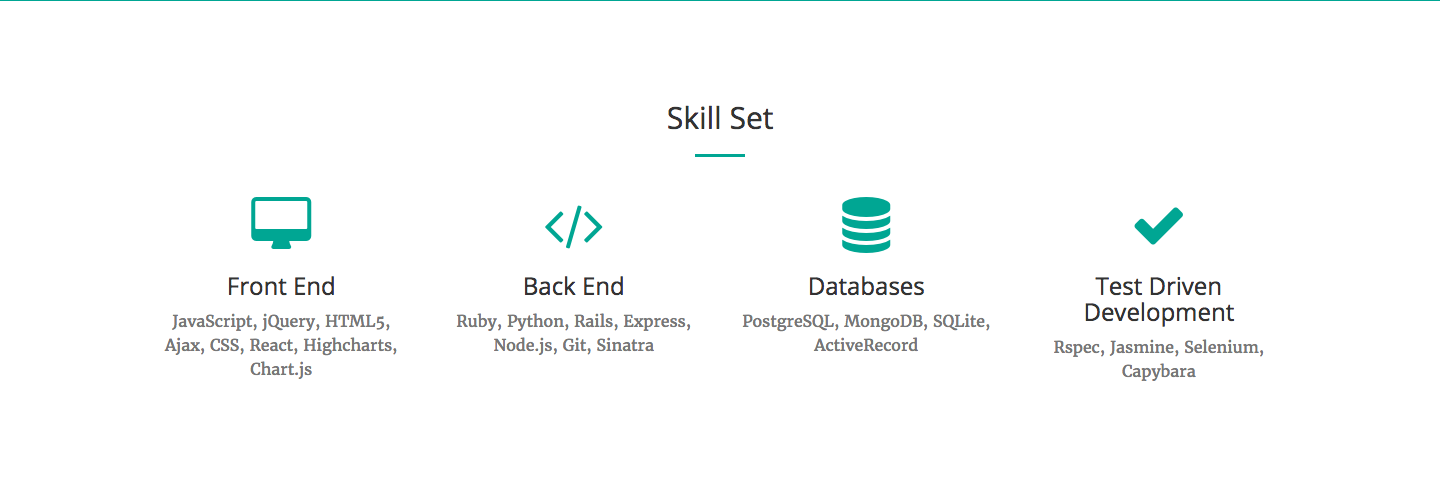 Skill Set
Front End
JavaScript, jQuery, HTML5,
Ajax, CSS, React, Highcharts,
Chart.js
Back End
Ruby, Python, Rails, Express,
Node.js, Git, Sinatra
Databases
PostgreSQL, MongoDB, SQLite,
ActiveRecord
Test Driven
Development
Rspec, Jasmine, Selenium,
Capybara